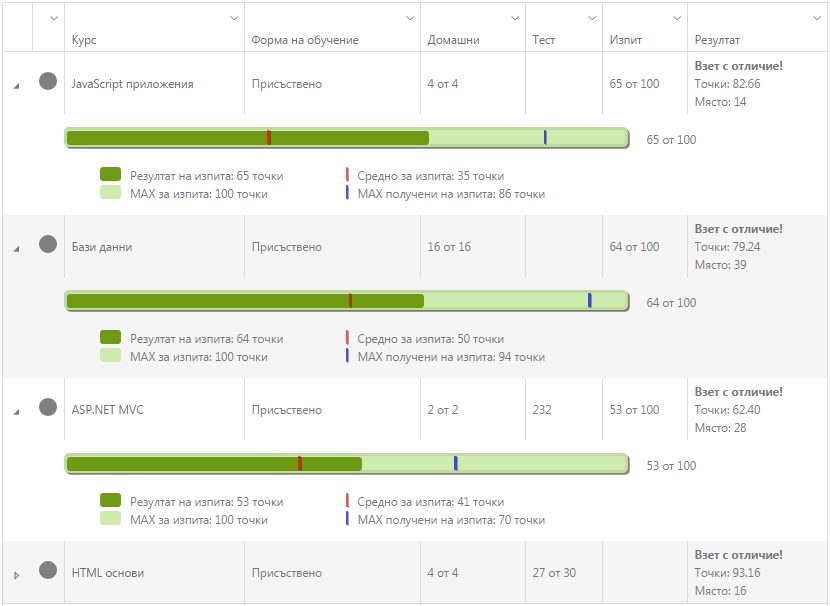 Курс Форма на обучение Домашни Тест Изпит Резултат
JavaScript приложения Присъствено 4 от 4 65 от 100 Взет с отличие!
Точки: 82.66
Място: 14
65 от 100
Резултат на изпита: 65 точки Средно за изпита: 35 точки
MAX за изпита: 100 точки MAX получени на изпита: 86 точки
Бази данни Присъствено 16 от 16 64 от 100 Взет с отличие!
Точки: 79.24
Място: 39
64 от 100
Резултат на изпита: 64 точки Средно за изпита: 50 точки
MAX за изпита: 100 точки MAX получени на изпита: 94 точки
ASP.NET MVC Присъствено 2 от 2 232 53 от 100 Взет с отличие!
Точки: 62.40
Място: 28
53 от 100
Резултат на изпита: 53 точки Средно за изпита: 41 точки
MAX за изпита: 100 точки MAX получени на изпита: 70 точки
HTML основи Присъствено 4 от 4 27 от 30 Взет с отличие!
Точки: 93.16
Място: 16